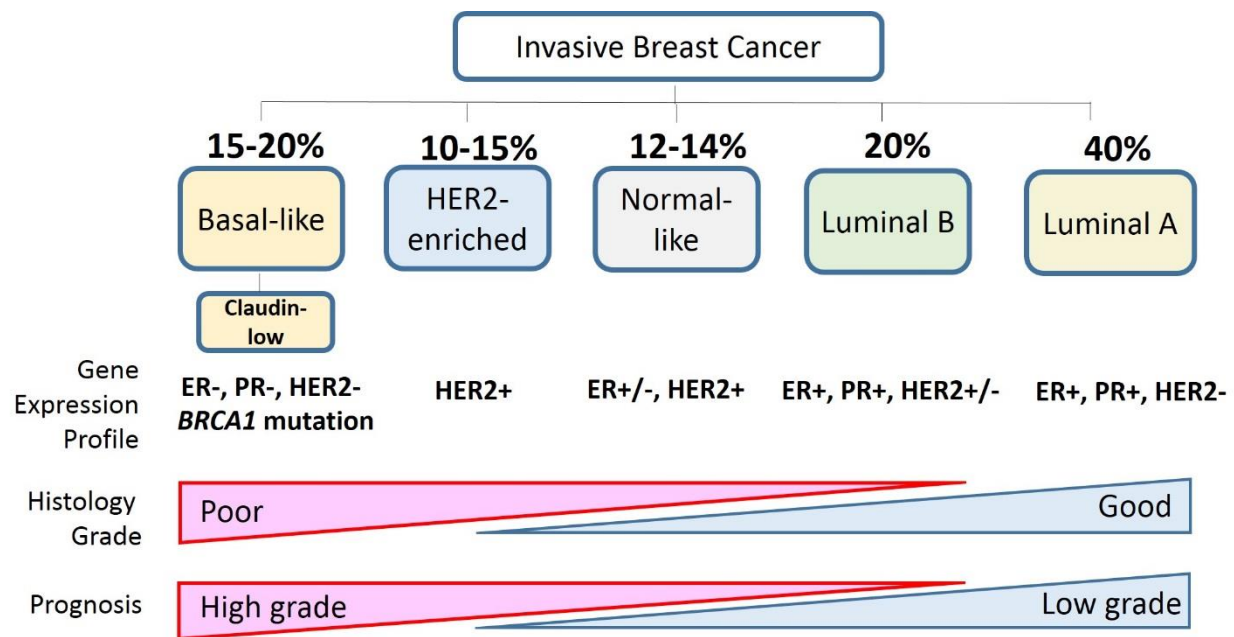 Invasive Breast Cancer
15-20% 10-15% 12-14% 20% 40%
Basal-like
HER2-
enriched
Normal-
like
Luminal B
Luminal A
Claudin-
low
Gene
Expression
Profile
ER-, PR-, HER2-
BRCA1 mutation
HER2+
ER+/-, HER2+
ER+, PR+, HER2+/-
ER+, PR+, HER2-
Histology
Grade
Poor
Good
Prognosis
High grade
Low grade